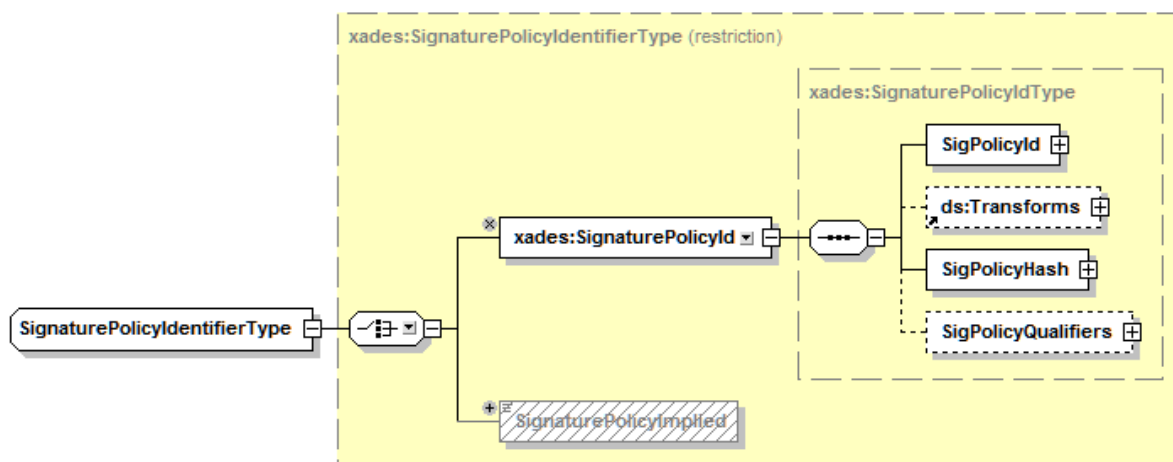 xades:SignaturePolicyIdentifierType (restriction)
xades:SignaturePolicyIdType
SigPolicyId
ds:Transforms
xades:SignaturePolicyId
SigPolicyHash
SignaturePolicyIdentifierType
SigPolicyQualifiers
SignaturePolicyImplied